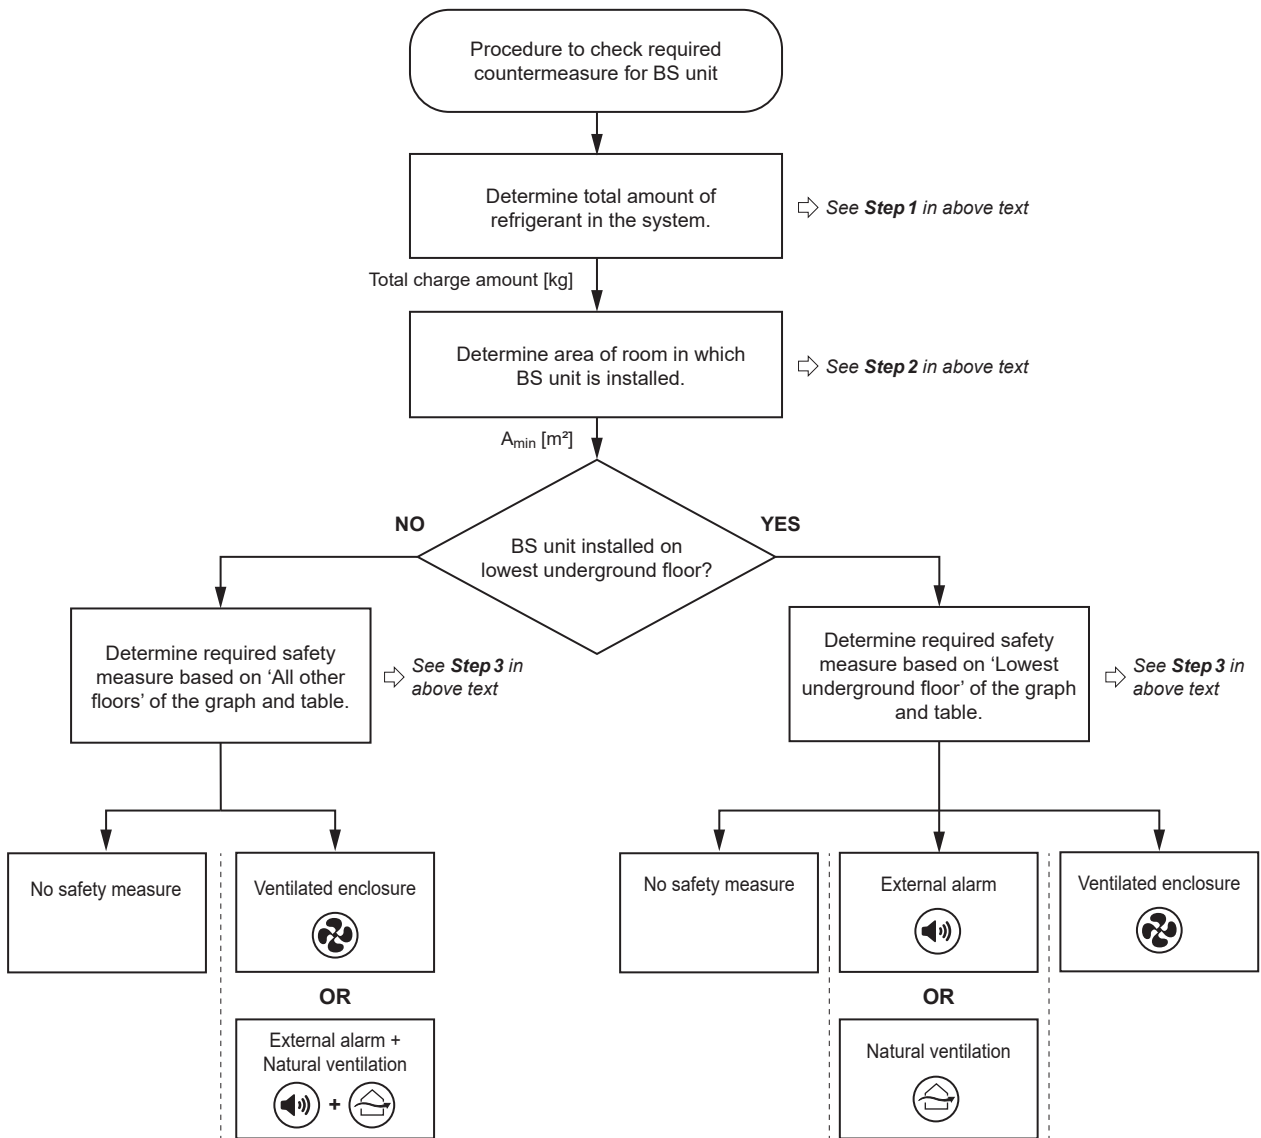 Procedure to check required
countermeasure for BS unit
Determine total amount of
refrigerant in the system.
See Step 1 in above text
Total charge amount [kg]
Determine area of room in which
BS unit is installed.
See Step 2 in above text
Amin [m²]
NO
YES
BS unit installed on
lowest underground floor?
Determine required safety
measure based on ‘All other
floors’ of the graph and table.
See Step 3 in
above text
Determine required safety
measure based on ‘Lowest
underground floor’ of the graph
and table.
See Step 3 in
above text
No safety measure
Ventilated enclosure
OR
External alarm +
Natural ventilation
+
No safety measure
External alarm
OR
Natural ventilation
Ventilated enclosure